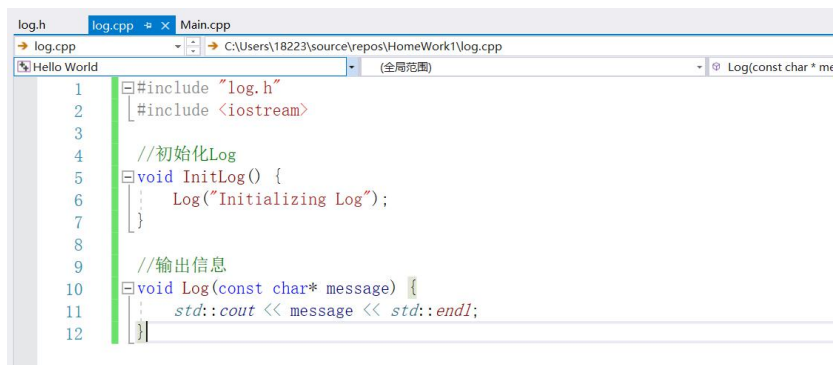 log.h log.cpp Main.cpp
log.cpp C:\Users\18223\source\repos\HomeWork1\log.cpp
Hello World (全局范围) Log(const char * me
1 #include "log.h"
2 #include <iostream>
3
4 //初始化Log
5 void InitLog() {
6 Log("Initializing Log");
7 }
8
9 //输出信息
10 void Log(const char* message) {
11 std::cout << message << std::endl;
12 }